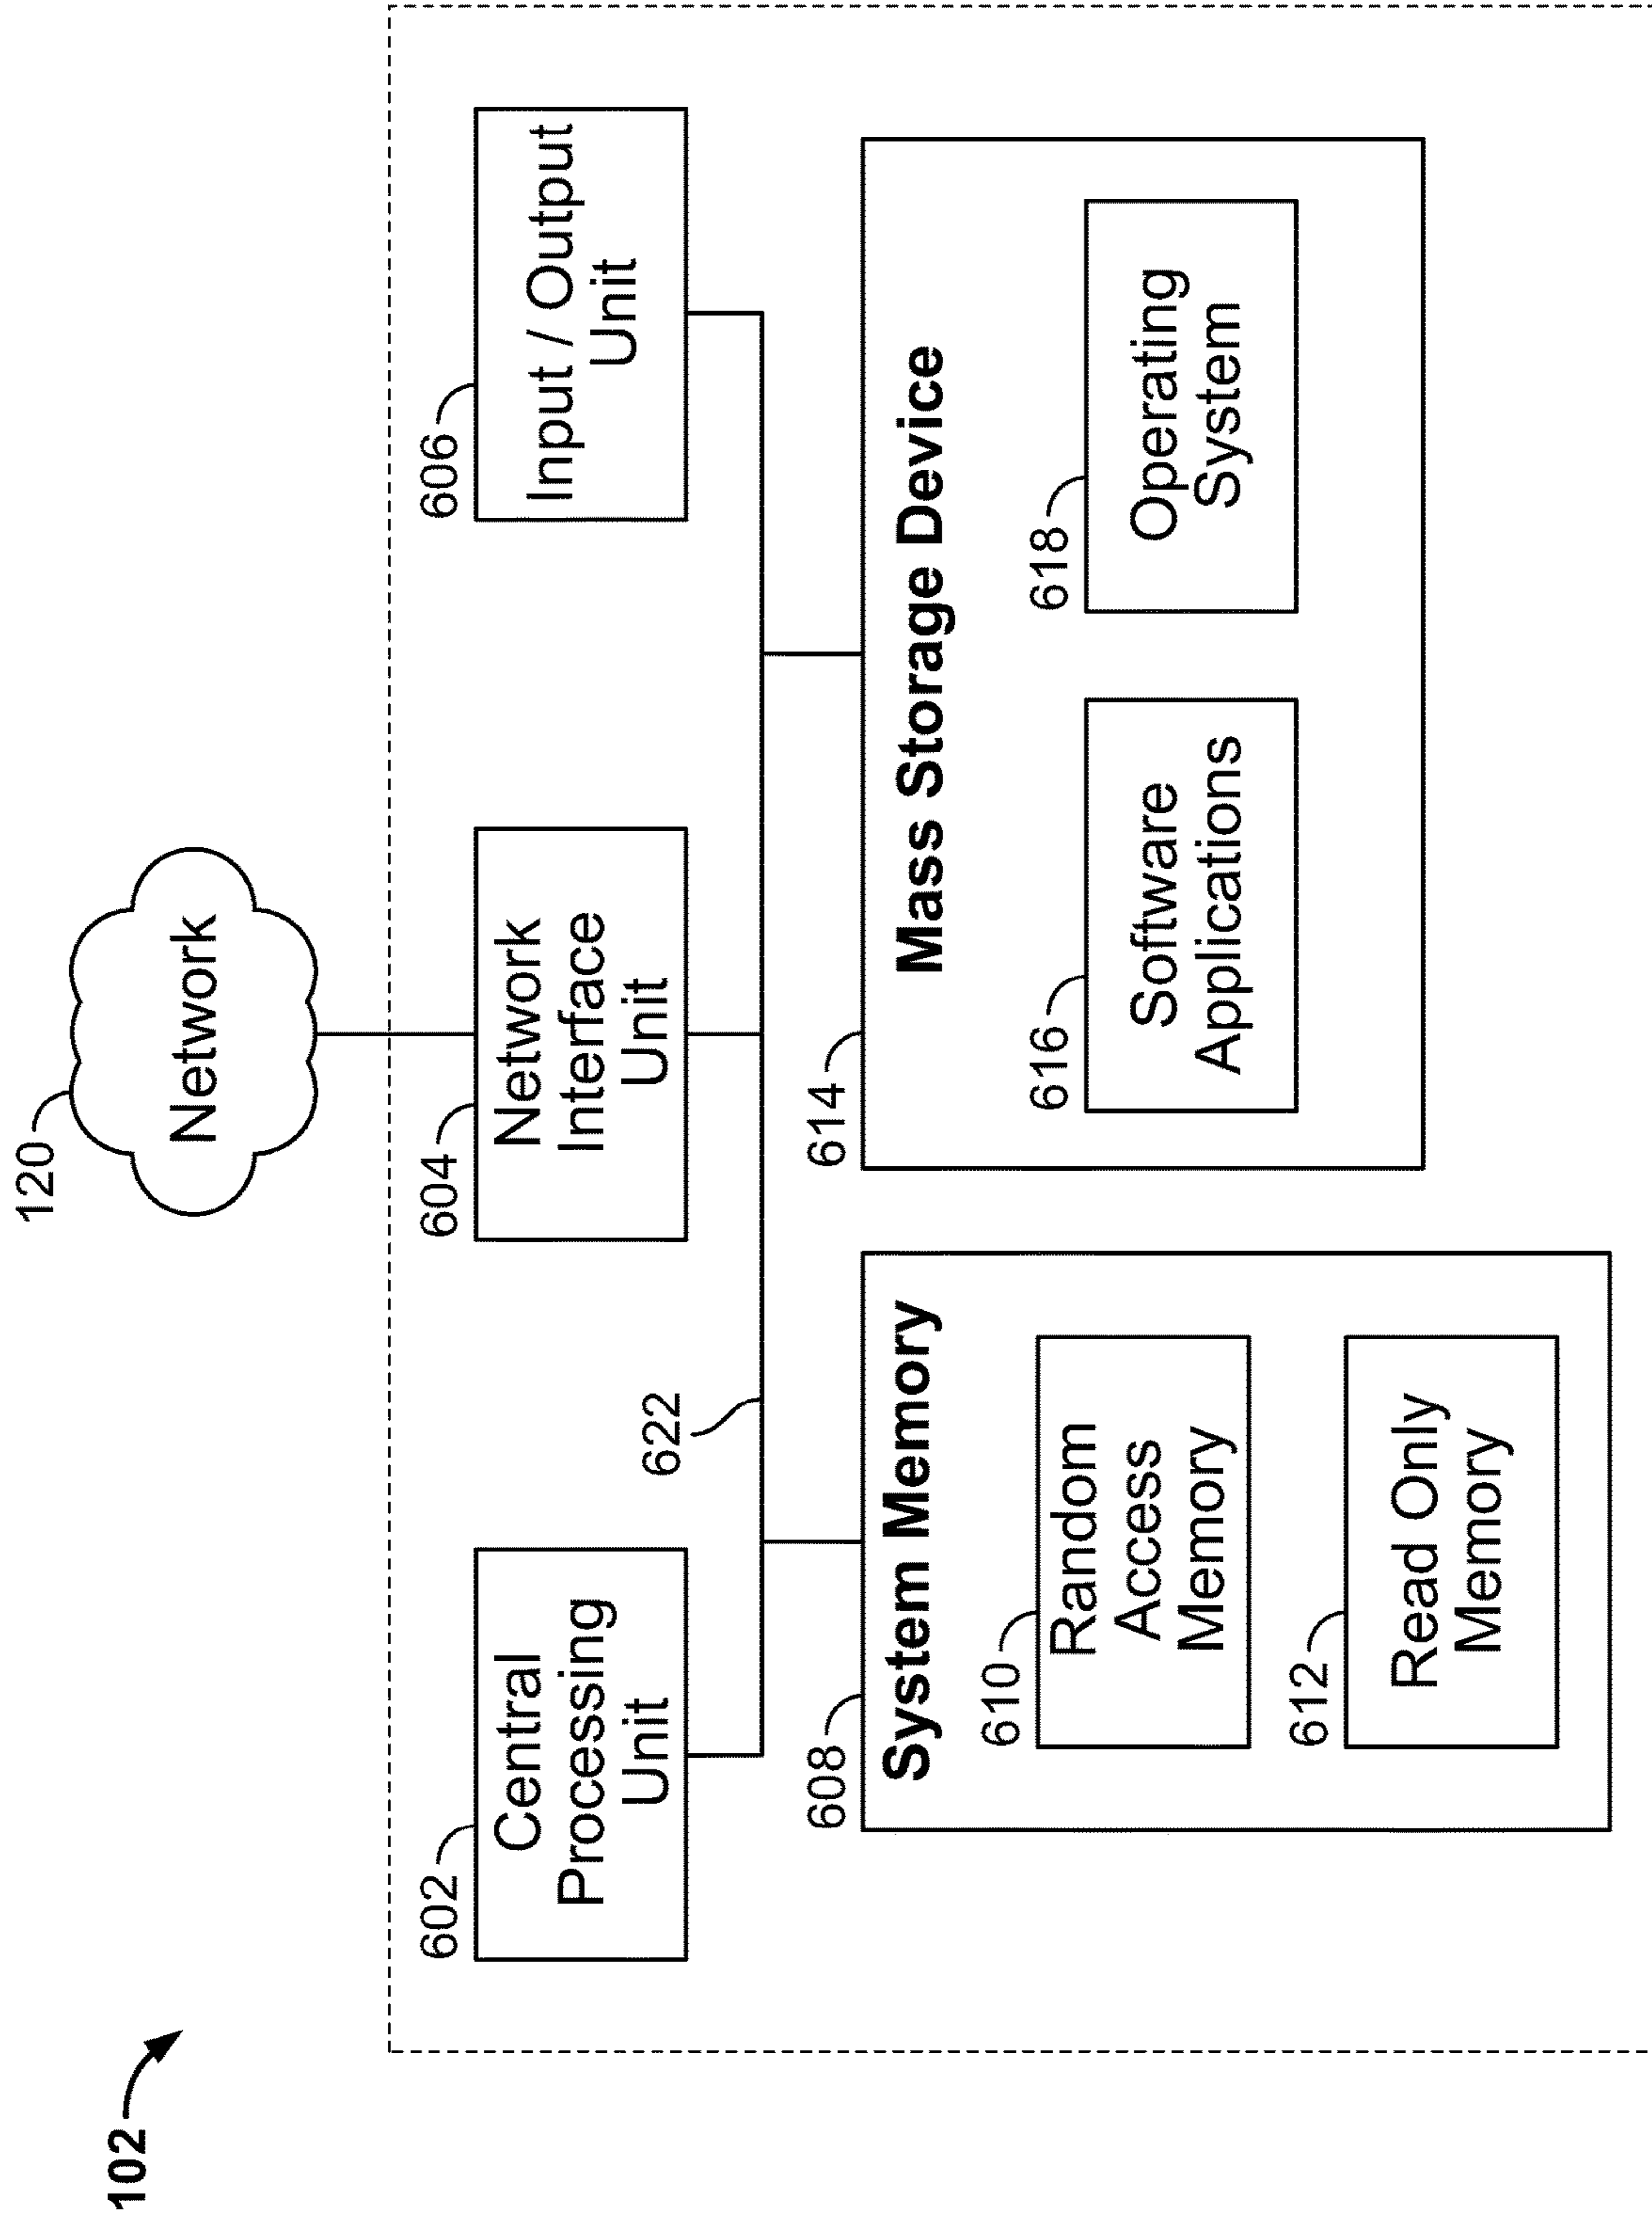 102
120
Network
602
Central
Processing
Unit
604
Network
Interface
Unit
606
Input / Output
Unit
622
608
System Memory
610
Random
Access
Memory
612
Read Only
Memory
614
Mass Storage Device
616
Software
Applications
618
Operating
System